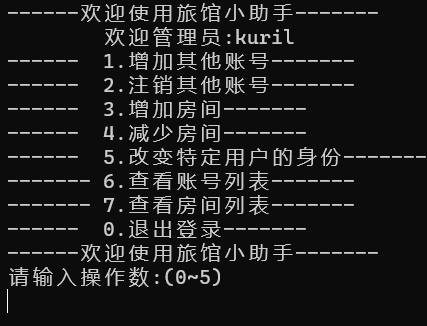 ------欢迎使用旅馆小助手-------
欢迎管理员:kuril
------ 1.增加其他账号-------
------ 2.注销其他账号-------
------ 3.增加房间-------
------ 4.减少房间-------
------ 5.改变特定用户的身份-------
------- 6.查看账号列表-------
------- 7.查看房间列表-------
------ 0.退出登录-------
------欢迎使用旅馆小助手-------
请输入操作数:(0~5)